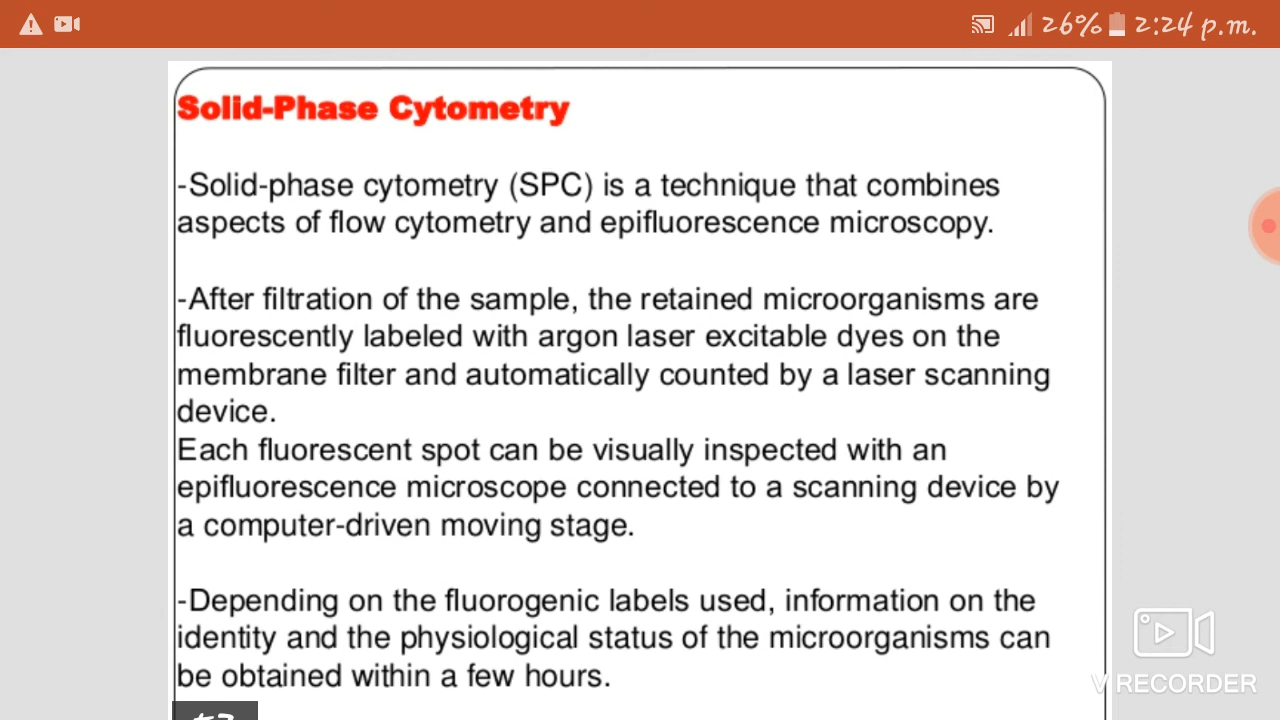 26% 2:24 p.m.
Solid-Phase Cytometry
-Solid-phase cytometry (SPC) is a technique that combines
aspects of flow cytometry and epifluorescence microscopy.
-After filtration of the sample, the retained microorganisms are
fluorescently labeled with argon laser excitable dyes on the
membrane filter and automatically counted by a laser scanning
device.
Each fluorescent spot can be visually inspected with an
epifluorescence microscope connected to a scanning device by
a computer-driven moving stage.
-Depending on the fluorogenic labels used, information on the
identity and the physiological status of the microorganisms can
be obtained within a few hours.
V RECORDER